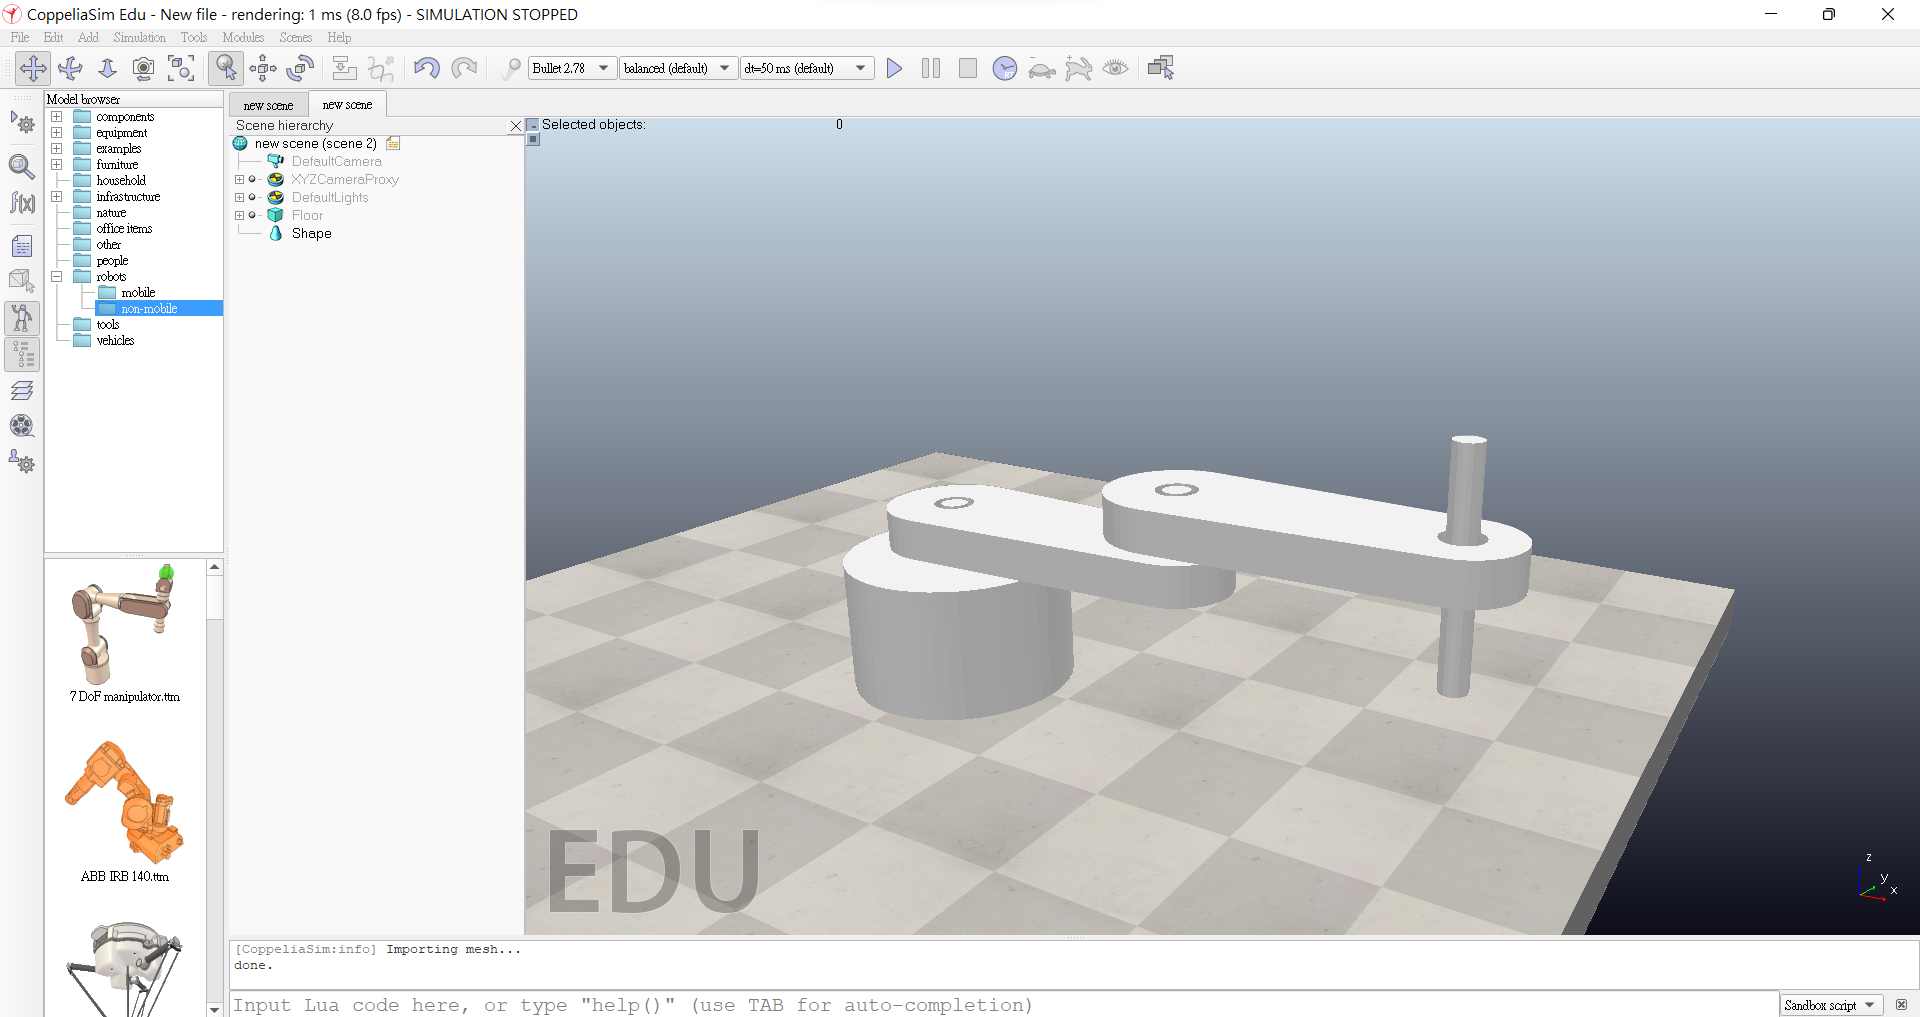 CoppeliaSim Edu - New file - rendering: 1 ms (8.0 fps) - SIMULATION STOPPED
File Edit Add Simulation Tools Modules Scenes Help
Bullet 2.78 balanced (default) dt=50 ms (default)
RT
f(x)
Model browser
components
equipment
examples
furniture
household
infrastructure
nature
office items
other
people
robots
mobile
non-mobile
tools
vehicles
7 DoF manipulator.ttm
ABB IRB 140.ttm
new scene new scene
Scene hierarchy
new scene (scene 2)
DefaultCamera
XYZCameraProxy
DefaultLights
Floor
Shape
Selected objects: 0
EDU
z
y
x
[CoppeliaSim:info] Importing mesh...
done.
Input Lua code here, or type "help()" (use TAB for auto-completion)
Sandbox script